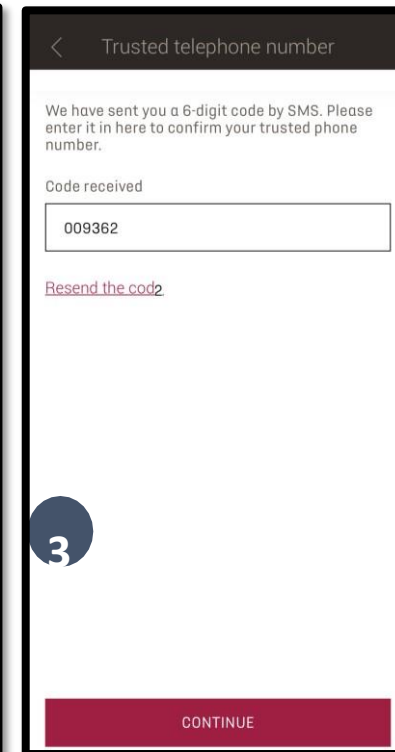 Trusted telephone number
We have sent you a 6-digit code by SMS. Please
enter it in here to confirm your trusted phone
number.
Code received
009362
Resend the cod2
3
CONTINUE